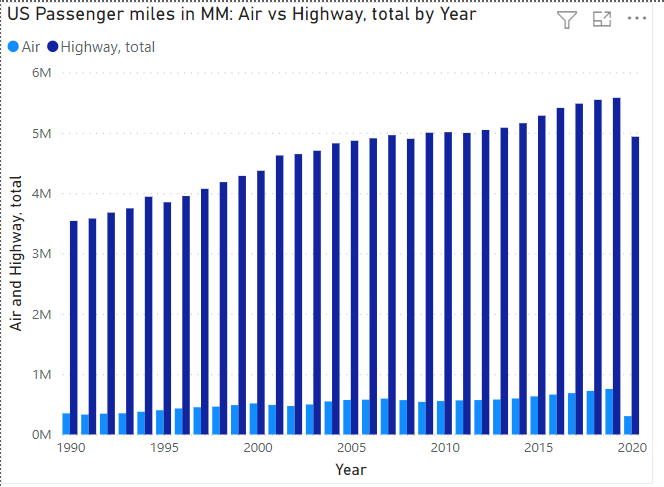 US Passenger miles in MM: Air vs Highway, total by Year
Air Highway, total
6M
5M
4M
3M
2M
1M
0M
Air and Highway, total
1990 1995 2000 2005 2010 2015 2020
Year